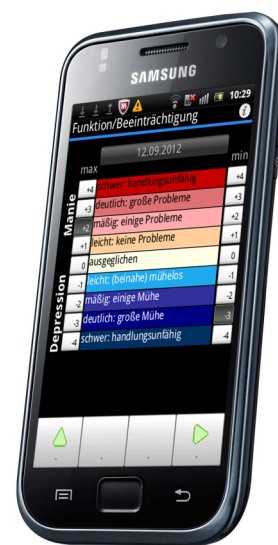 SAMSUNG
10:29
Funktion/Beeinträchtigung
12.09.2012
max min
Manie
+4 schwer: handlungsunfähig +4
+3 deutlich: große Probleme +3
+2 mäßig: einige Probleme +2
+1 leicht: keine Probleme +1
0 ausgeglichen 0
-1 leicht: (beinahe) mühelos -1
-2 mäßig: einige Mühe -2
-3 deutlich: große Mühe -3
-4 schwer: handlungsunfähig -4
Depression